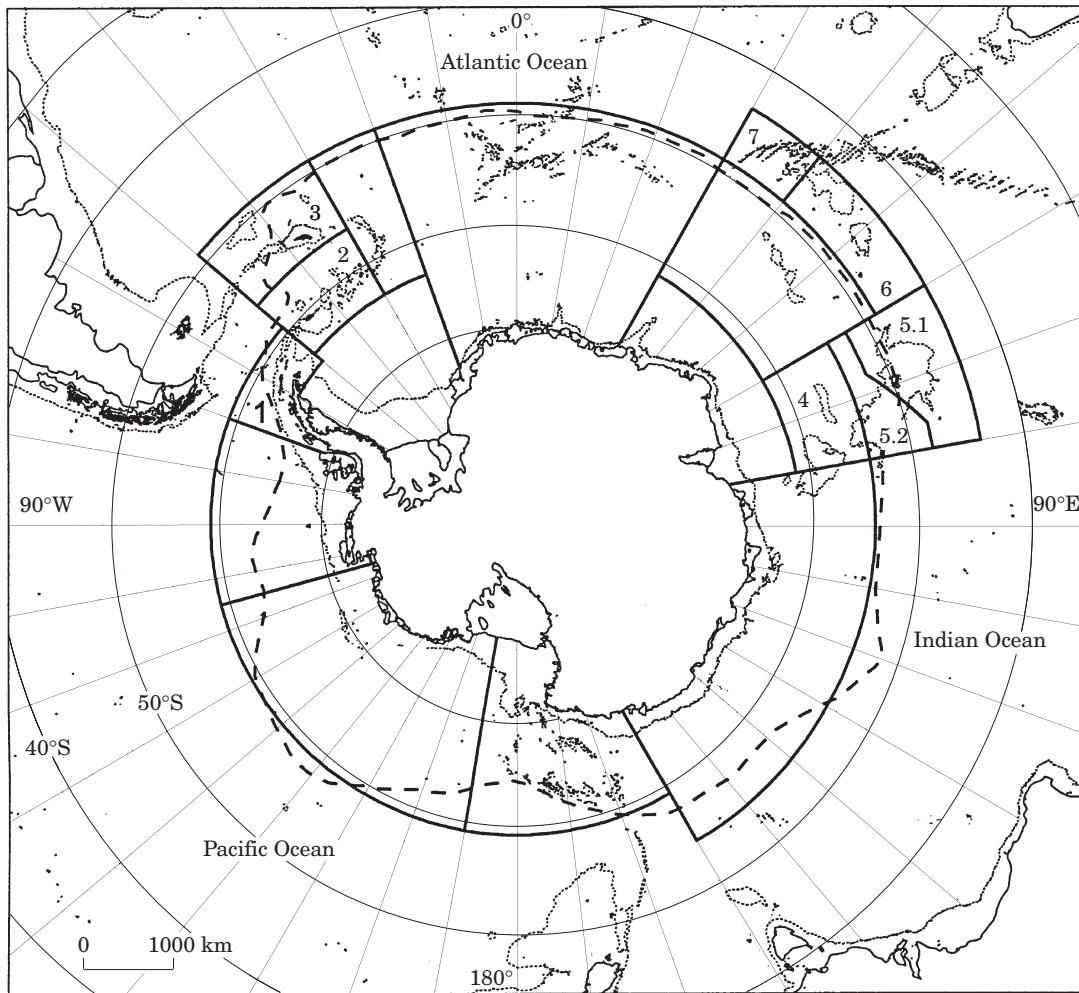 0°
Atlantic Ocean
7
3
2
6
5.1
4
1
5.2
90°W
90°E
Indian Ocean
50°S
40°S
Pacific Ocean
0 1000 km
180°